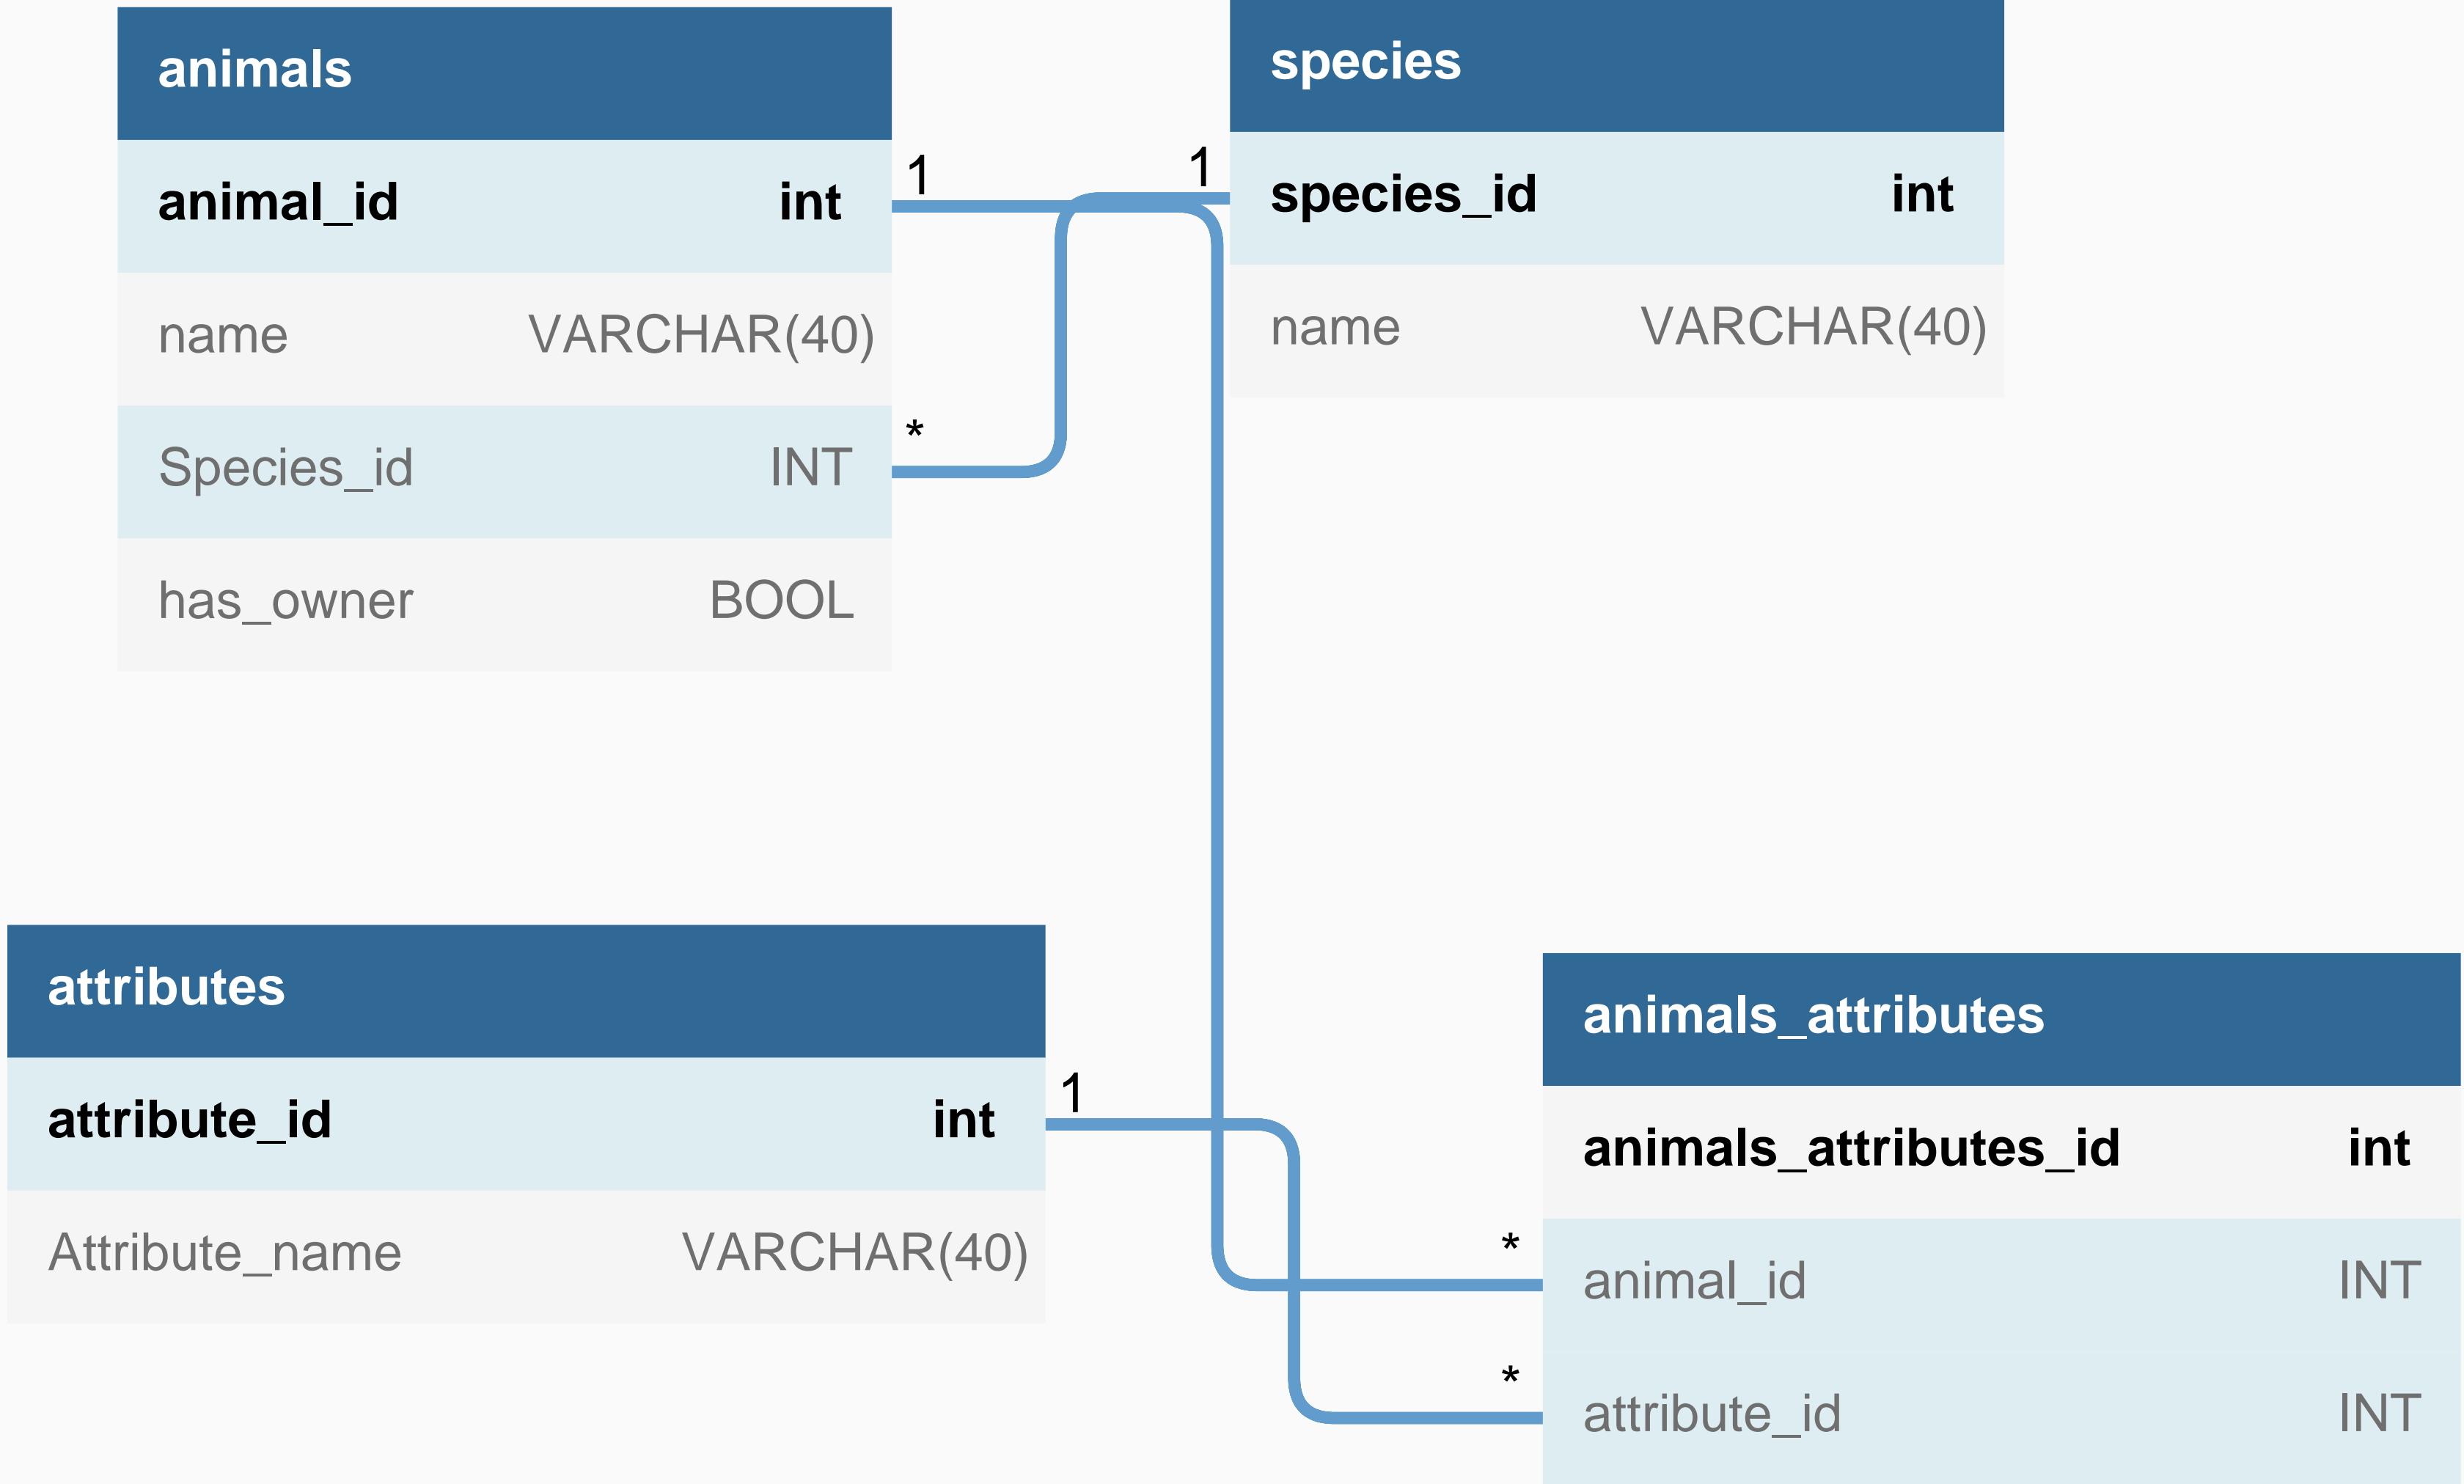 animals
animal_id int
name VARCHAR(40)
Species_id INT
has_owner BOOL
1
*
species
species_id int
name VARCHAR(40)
1
attributes
attribute_id int
Attribute_name VARCHAR(40)
1
animals_attributes
animals_attributes_id int
* animal_id INT
* attribute_id INT